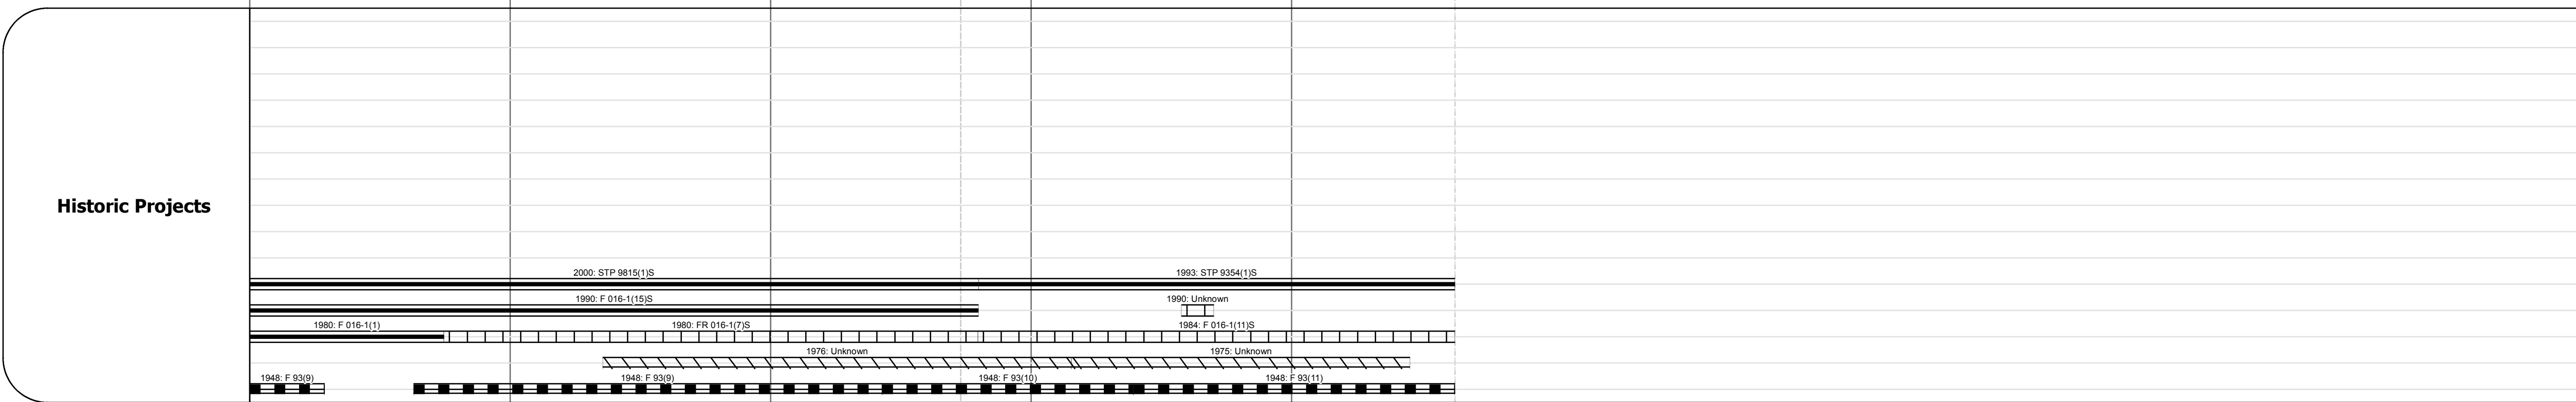 Historic Projects
2000: STP 9815(1)S
1993: STP 9354(1)S
1990: F 016-1(15)S
1990: Unknown
1980: F 016-1(1)
1980: FR 016-1(7)S
1984: F 016-1(11)S
1976: Unknown
1975: Unknown
1948: F 93(9)
1948: F 93(9)
1948: F 93(10)
1948: F 93(11)